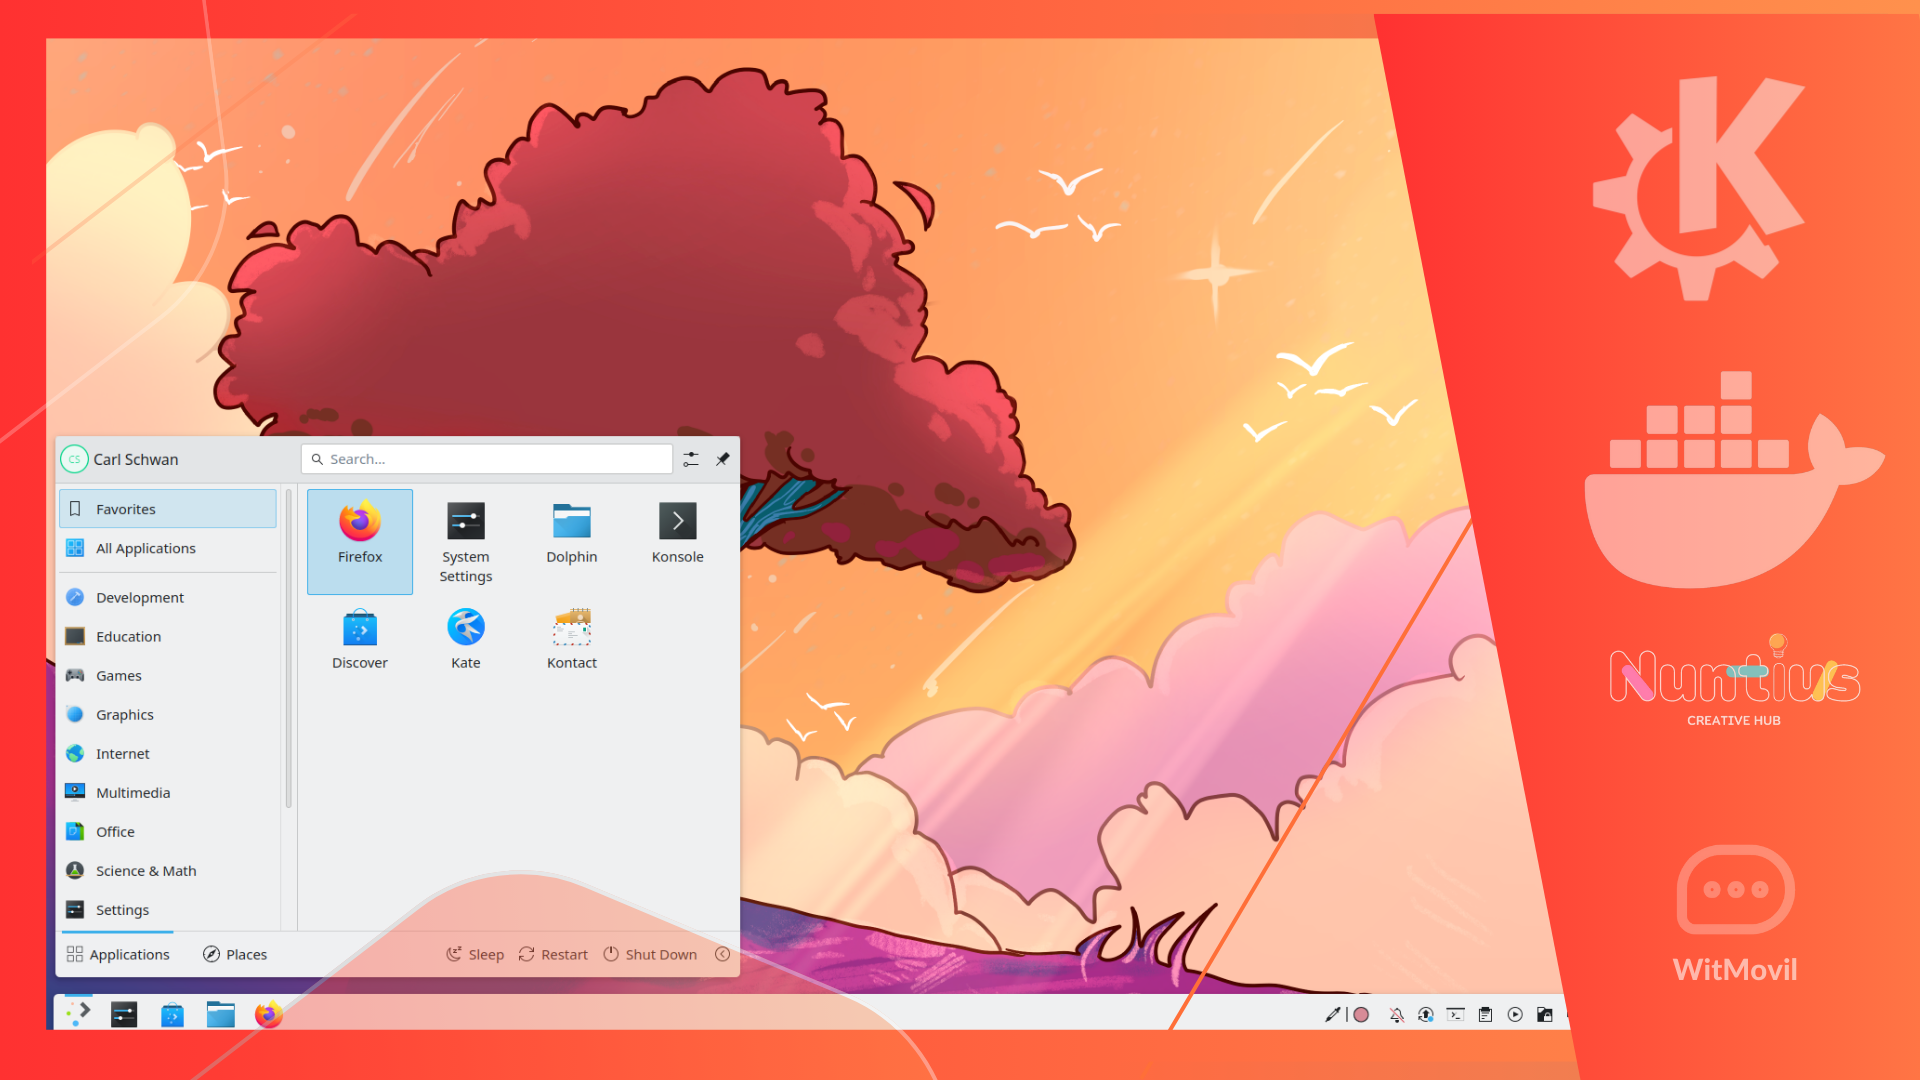 CS Carl Schwan
Search...
Favorites
All Applications
Development
Education
Games
Graphics
Internet
Multimedia
Office
Science & Math
Settings
Firefox
System
Settings
Dolphin
Konsole
Discover
Kate
Kontact
Applications
Places
Sleep
Restart
Shut Down
K
Nuntius
CREATIVE HUB
WitMovil